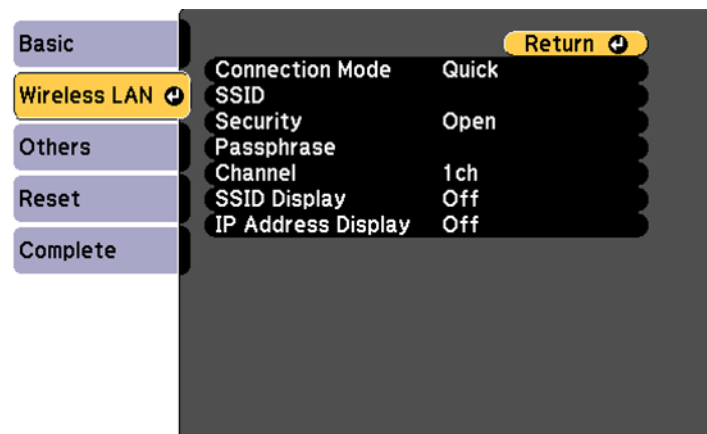 Basic
Wireless LAN
Others
Reset
Complete
Return
Connection Mode Quick
SSID
Security Open
Passphrase
Channel 1ch
SSID Display Off
IP Address Display Off